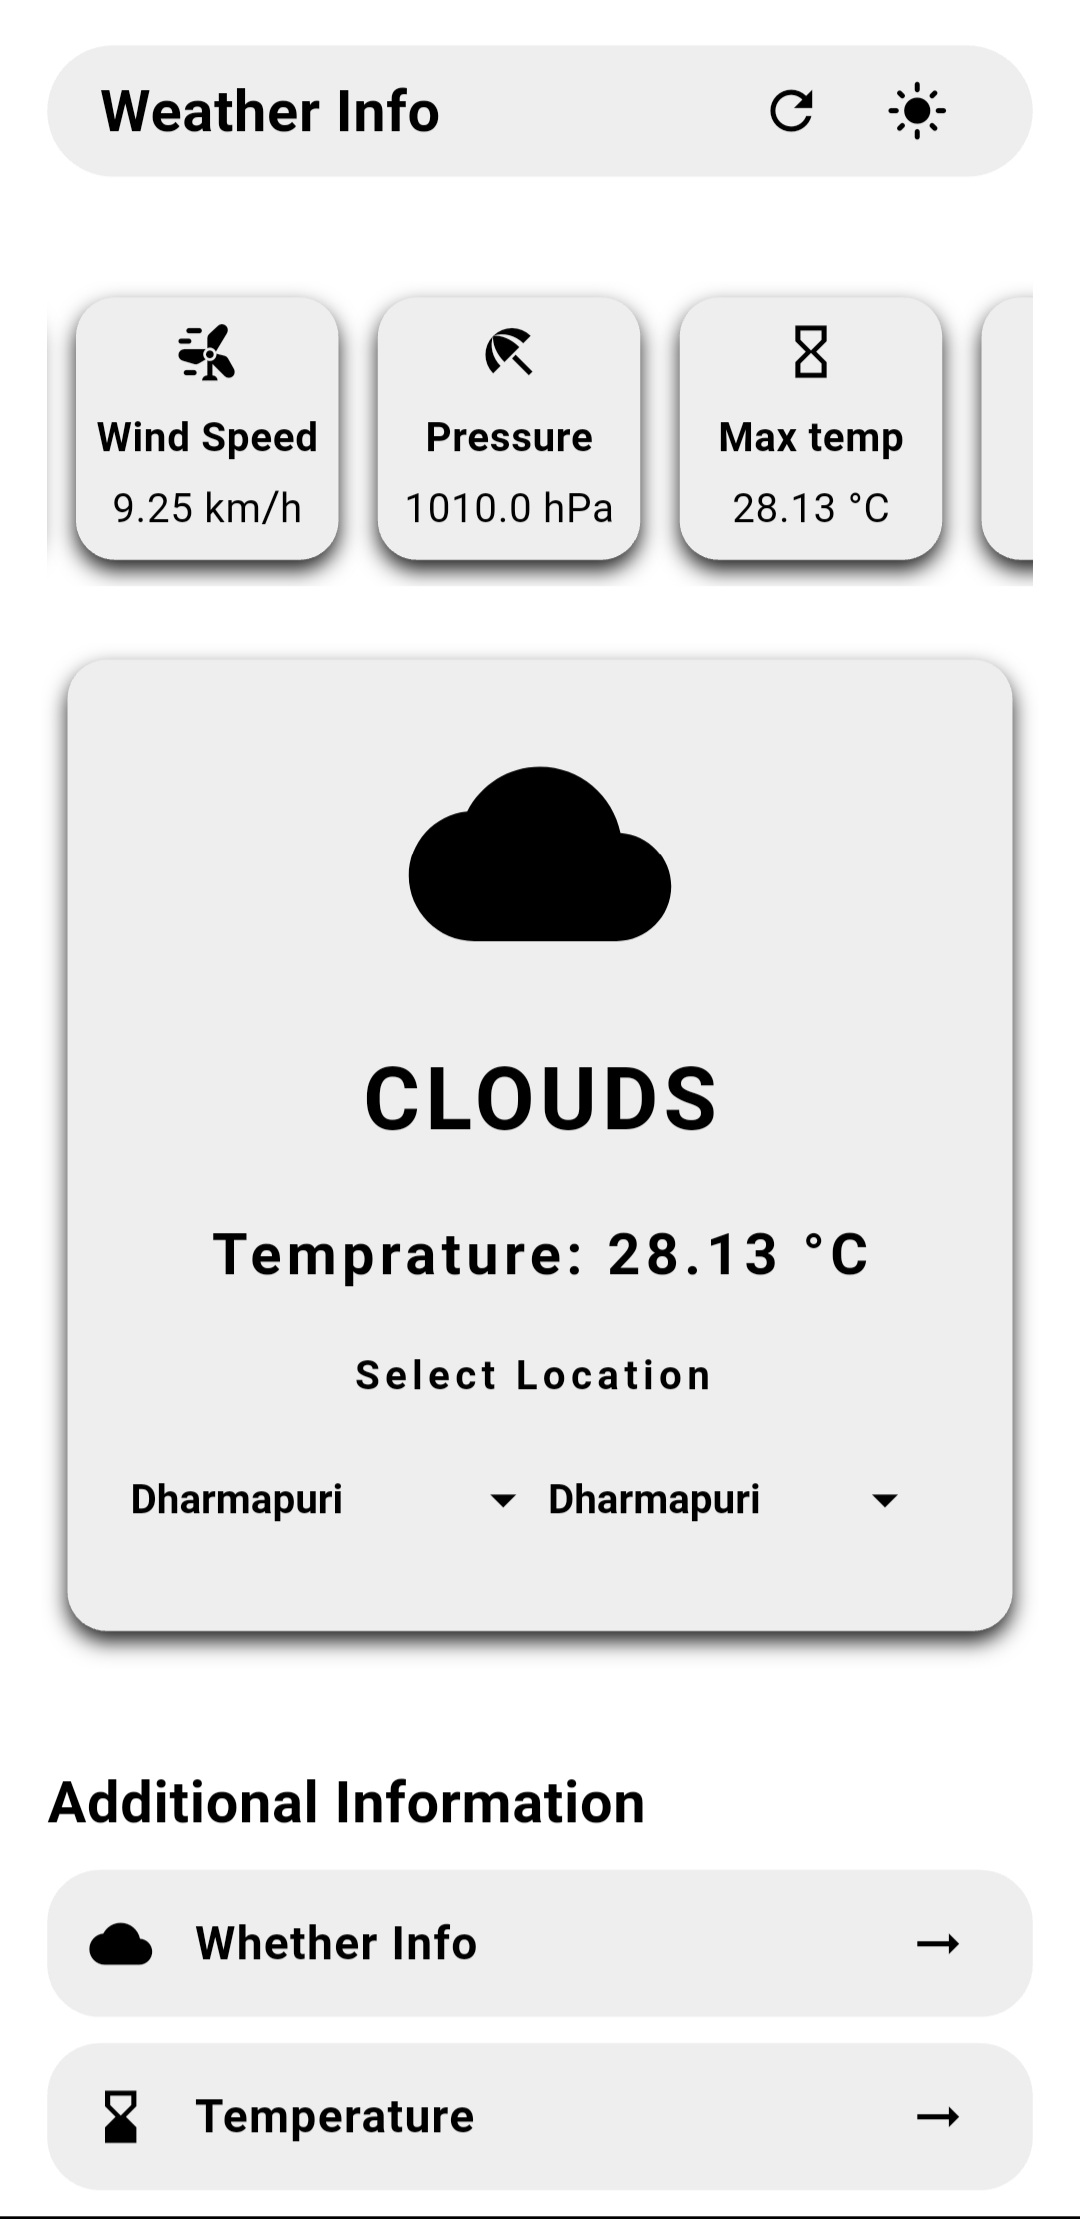 Weather Info
Wind Speed
9.25 km/h
Pressure
1010.0 hPa
Max temp
28.13 °C
CLOUDS
Temprature: 28.13 °C
Select Location
Dharmapuri Dharmapuri
Additional Information
Whether Info
Temperature